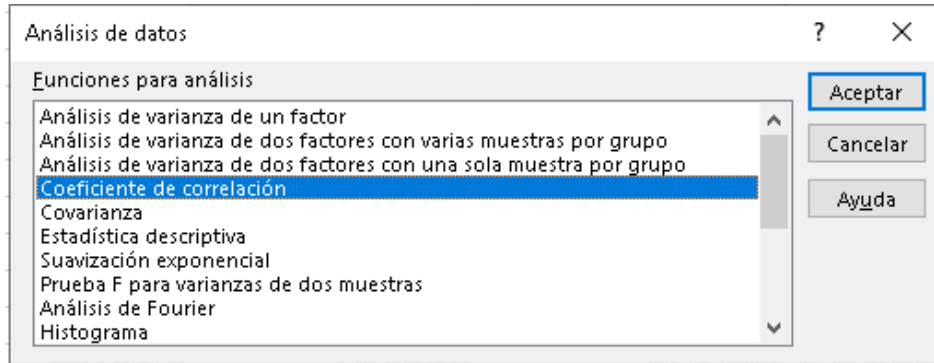 Análisis de datos
?
Funciones para análisis
Análisis de varianza de un factor
Análisis de varianza de dos factores con varias muestras por grupo
Análisis de varianza de dos factores con una sola muestra por grupo
Coeficiente de correlación
Covarianza
Estadística descriptiva
Suavización exponencial
Prueba F para varianzas de dos muestras
Análisis de Fourier
Histograma
Aceptar
Cancelar
Ayuda